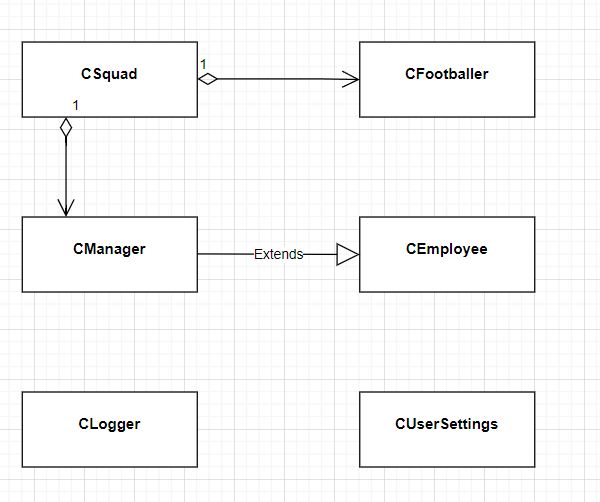 CSquad
1
CFootballer
1
CManager
Extends
CEmployee
CLogger
CUserSettings